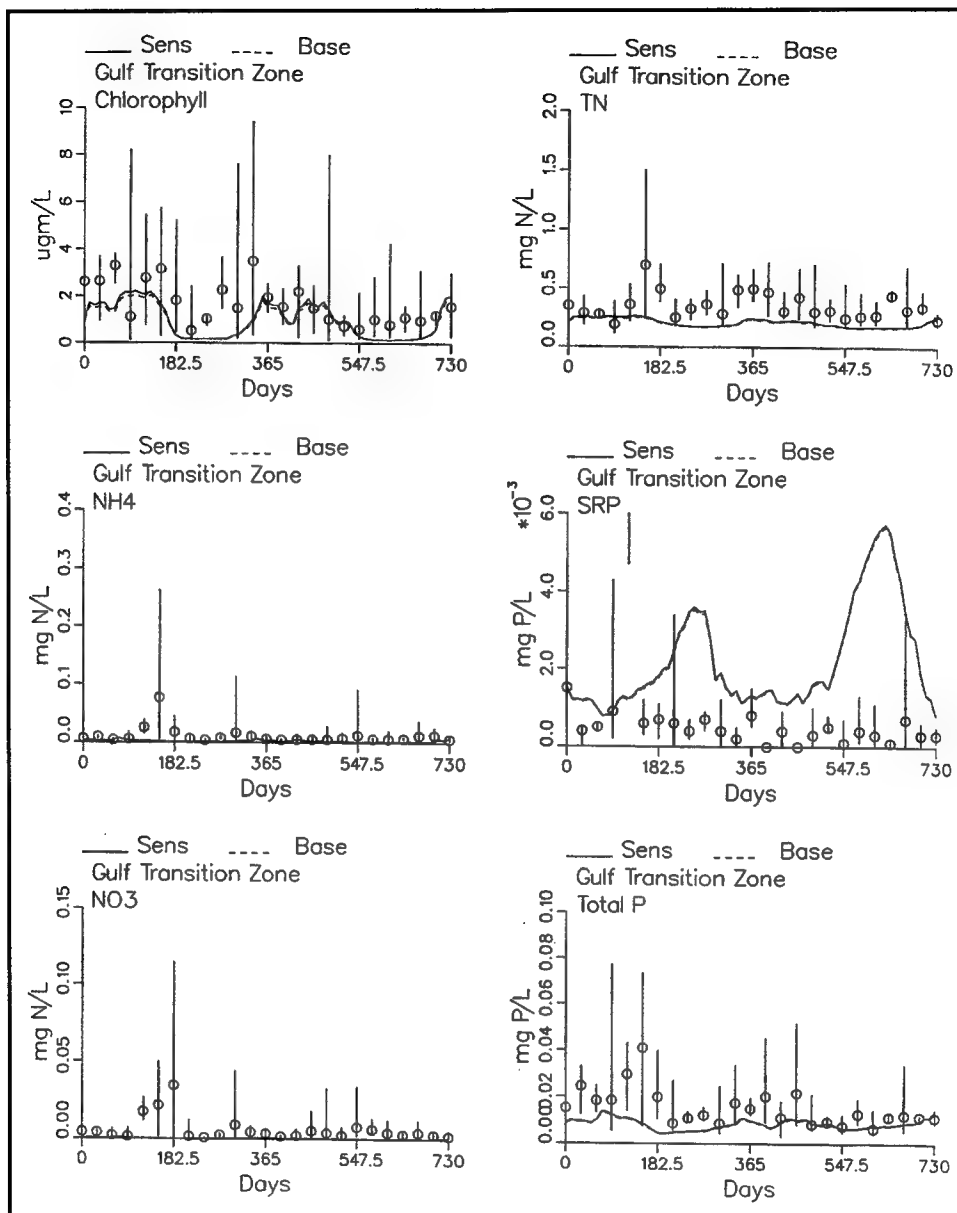 Sens Base
Gulf Transition Zone
Chlorophyll
ugm/L
10
8
6
4
2
0
0 182.5 365 547.5 730
Days
Sens Base
Gulf Transition Zone
TN
mg N/L
2.0
1.5
1.0
0.5
0.0
0 182.5 365 547.5 730
Days
Sens Base
Gulf Transition Zone
NH4
mg N/L
0.4
0.3
0.2
0.1
0.0
0 182.5 365 547.5 730
Days
Sens Base
Gulf Transition Zone
SRP
*10-3
mg P/L
6.0
4.0
2.0
0.0
0 182.5 365 547.5 730
Days
Sens Base
Gulf Transition Zone
NO3
mg N/L
0.15
0.10
0.05
0.00
0 182.5 365 547.5 730
Days
Sens Base
Gulf Transition Zone
Total P
mg P/L
0.10
0.08
0.06
0.04
0.02
0.00
0 182.5 365 547.5 730
Days